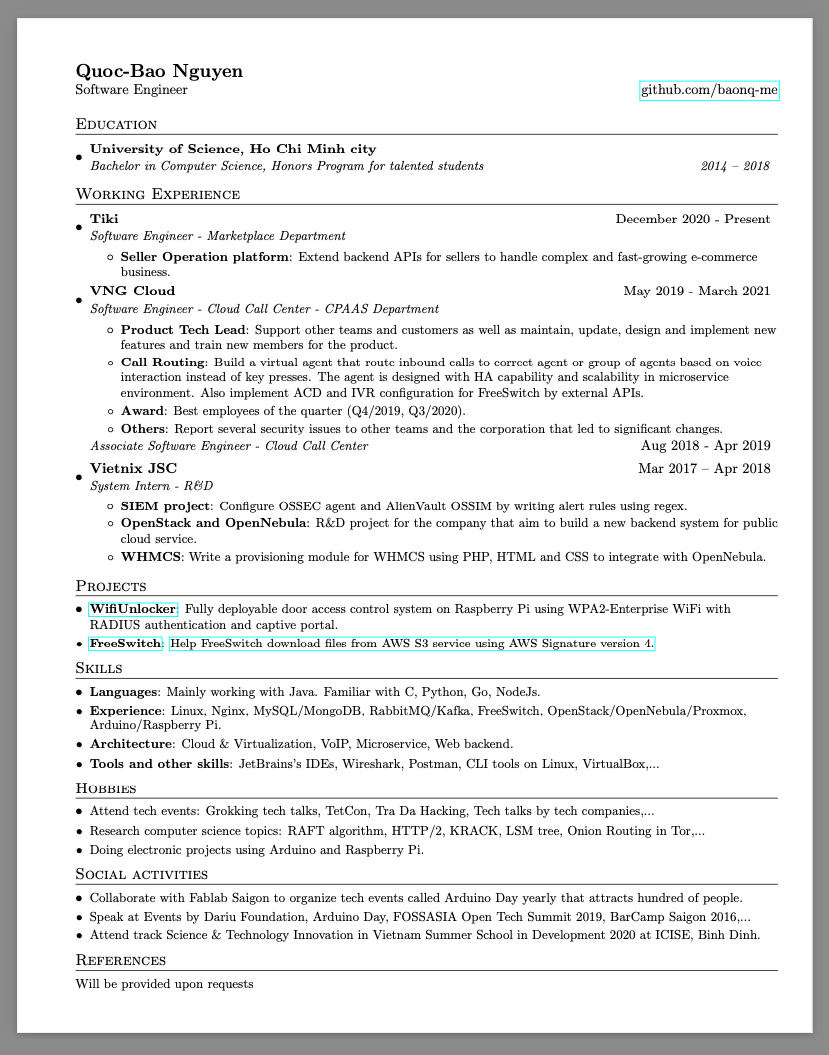 Quoc-Bao Nguyen
Software Engineer
github.com/baonq-me
Education
University of Science, Ho Chi Minh city
Bachelor in Computer Science, Honors Program for talented students
2014 – 2018
Working Experience
Tiki
December 2020 - Present
Software Engineer - Marketplace Department
Seller Operation platform: Extend backend APIs for sellers to handle complex and fast-growing e-commerce
business.
VNG Cloud
May 2019 - March 2021
Software Engineer - Cloud Call Center - CPAAS Department
Product Tech Lead: Support other teams and customers as well as maintain, update, design and implement new
features and train new members for the product.
Call Routing: Build a virtual agent that route inbound calls to correct agent or group of agents based on voice
interaction instead of key presses. The agent is designed with HA capability and scalability in microservice
environment. Also implement ACD and IVR configuration for FreeSwitch by external APIs.
Award: Best employees of the quarter (Q4/2019, Q3/2020).
Others: Report several security issues to other teams and the corporation that led to significant changes.
Associate Software Engineer - Cloud Call Center
Aug 2018 - Apr 2019
Vietnix JSC
Mar 2017 – Apr 2018
System Intern - R&D
SIEM project: Configure OSSEC agent and AlienVault OSSIM by writing alert rules using regex.
OpenStack and OpenNebula: R&D project for the company that aim to build a new backend system for public
cloud service.
WHMCS: Write a provisioning module for WHMCS using PHP, HTML and CSS to integrate with OpenNebula.
Projects
WifiUnlocker: Fully deployable door access control system on Raspberry Pi using WPA2-Enterprise WiFi with
RADIUS authentication and captive portal.
FreeSwitch: Help FreeSwitch download files from AWS S3 service using AWS Signature version 4.
Skills
Languages: Mainly working with Java. Familiar with C, Python, Go, NodeJs.
Experience: Linux, Nginx, MySQL/MongoDB, RabbitMQ/Kafka, FreeSwitch, OpenStack/OpenNebula/Proxmox,
Arduino/Raspberry Pi.
Architecture: Cloud & Virtualization, VoIP, Microservice, Web backend.
Tools and other skills: JetBrains's IDEs, Wireshark, Postman, CLI tools on Linux, VirtualBox,...
Hobbies
Attend tech events: Grokking tech talks, TetCon, Tra Da Hacking, Tech talks by tech companies,...
Research computer science topics: RAFT algorithm, HTTP/2, KRACK, LSM tree, Onion Routing in Tor,...
Doing electronic projects using Arduino and Raspberry Pi.
Social activities
Collaborate with Fablab Saigon to organize tech events called Arduino Day yearly that attracts hundred of people.
Speak at Events by Dariu Foundation, Arduino Day, FOSSASIA Open Tech Summit 2019, BarCamp Saigon 2016,...
Attend track Science & Technology Innovation in Vietnam Summer School in Development 2020 at ICISE, Binh Dinh.
References
Will be provided upon requests